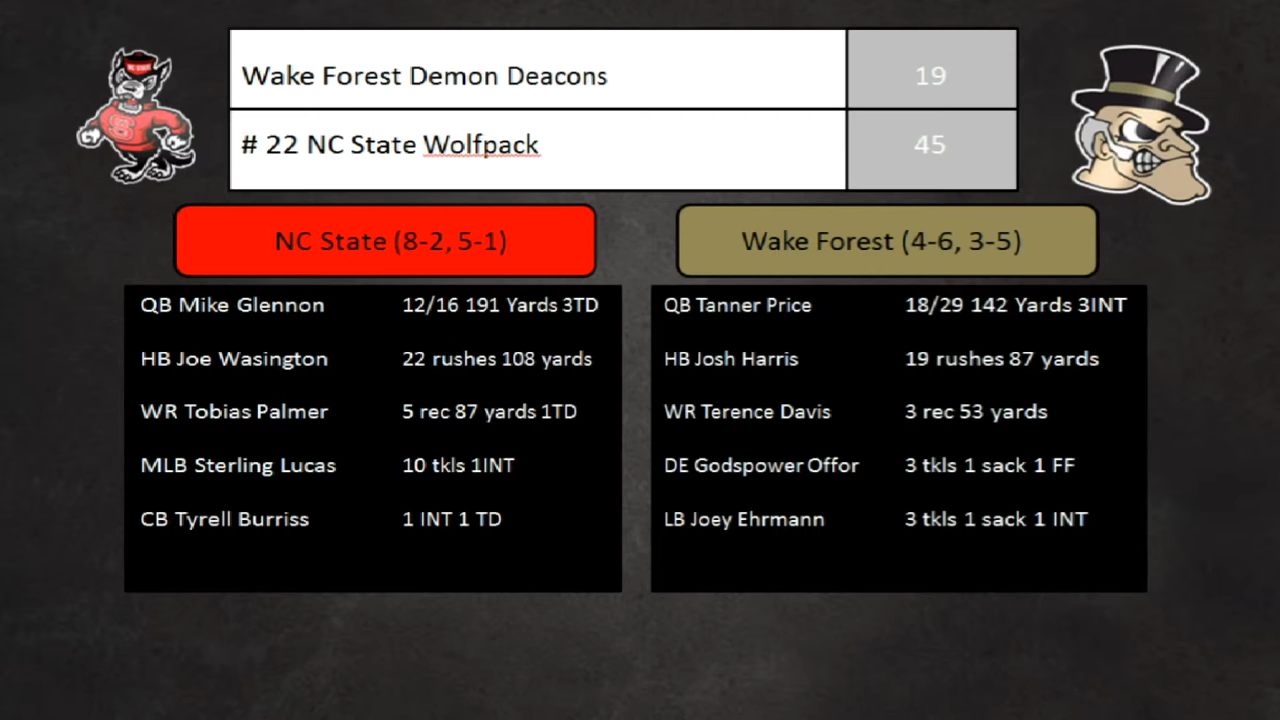 Wake Forest Demon Deacons 19
# 22 NC State Wolfpack 45
NC State (8-2, 5-1)
Wake Forest (4-6, 3-5)
QB Mike Glennon 12/16 191 Yards 3TD
HB Joe Wasington 22 rushes 108 yards
WR Tobias Palmer 5 rec 87 yards 1TD
MLB Sterling Lucas 10 tkls 1INT
CB Tyrell Burriss 1 INT 1 TD
QB Tanner Price 18/29 142 Yards 3INT
HB Josh Harris 19 rushes 87 yards
WR Terence Davis 3 rec 53 yards
DE Godspower Offor 3 tkls 1 sack 1 FF
LB Joey Ehrmann 3 tkls 1 sack 1 INT
NC STATE
S